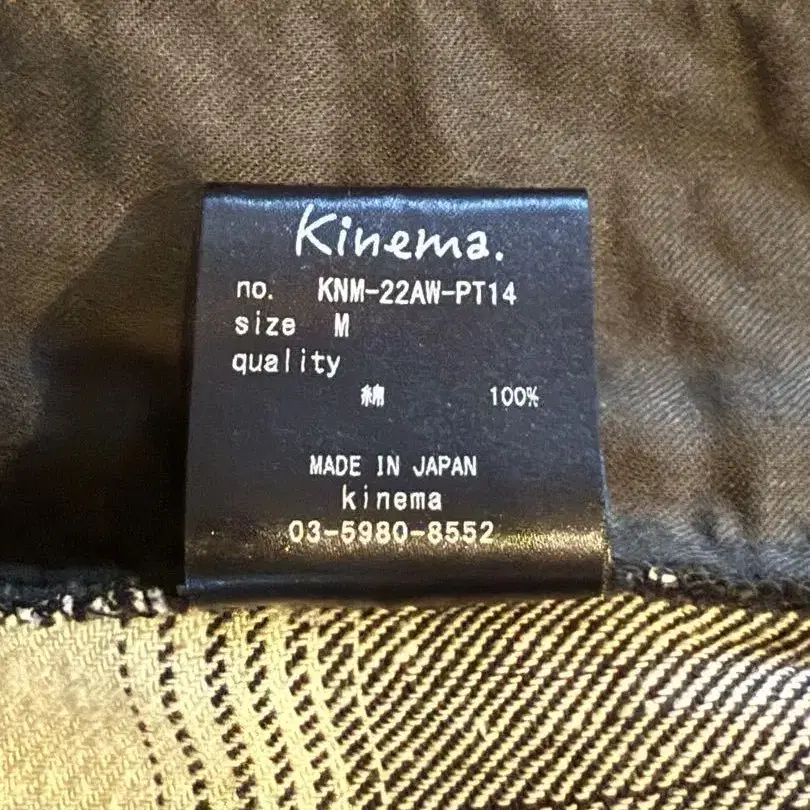 Kinema.
no. KNM-22AW-PT14
size M
quality
綿 100%
MADE IN JAPAN
kinema
03-5980-8552